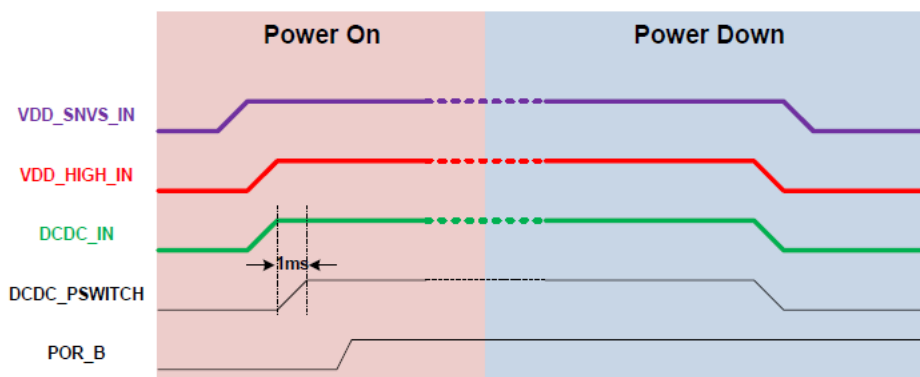 Power On
Power Down
VDD_SNVS_IN
VDD_HIGH_IN
DCDC_IN
1ms
DCDC_PSWITCH
POR_B